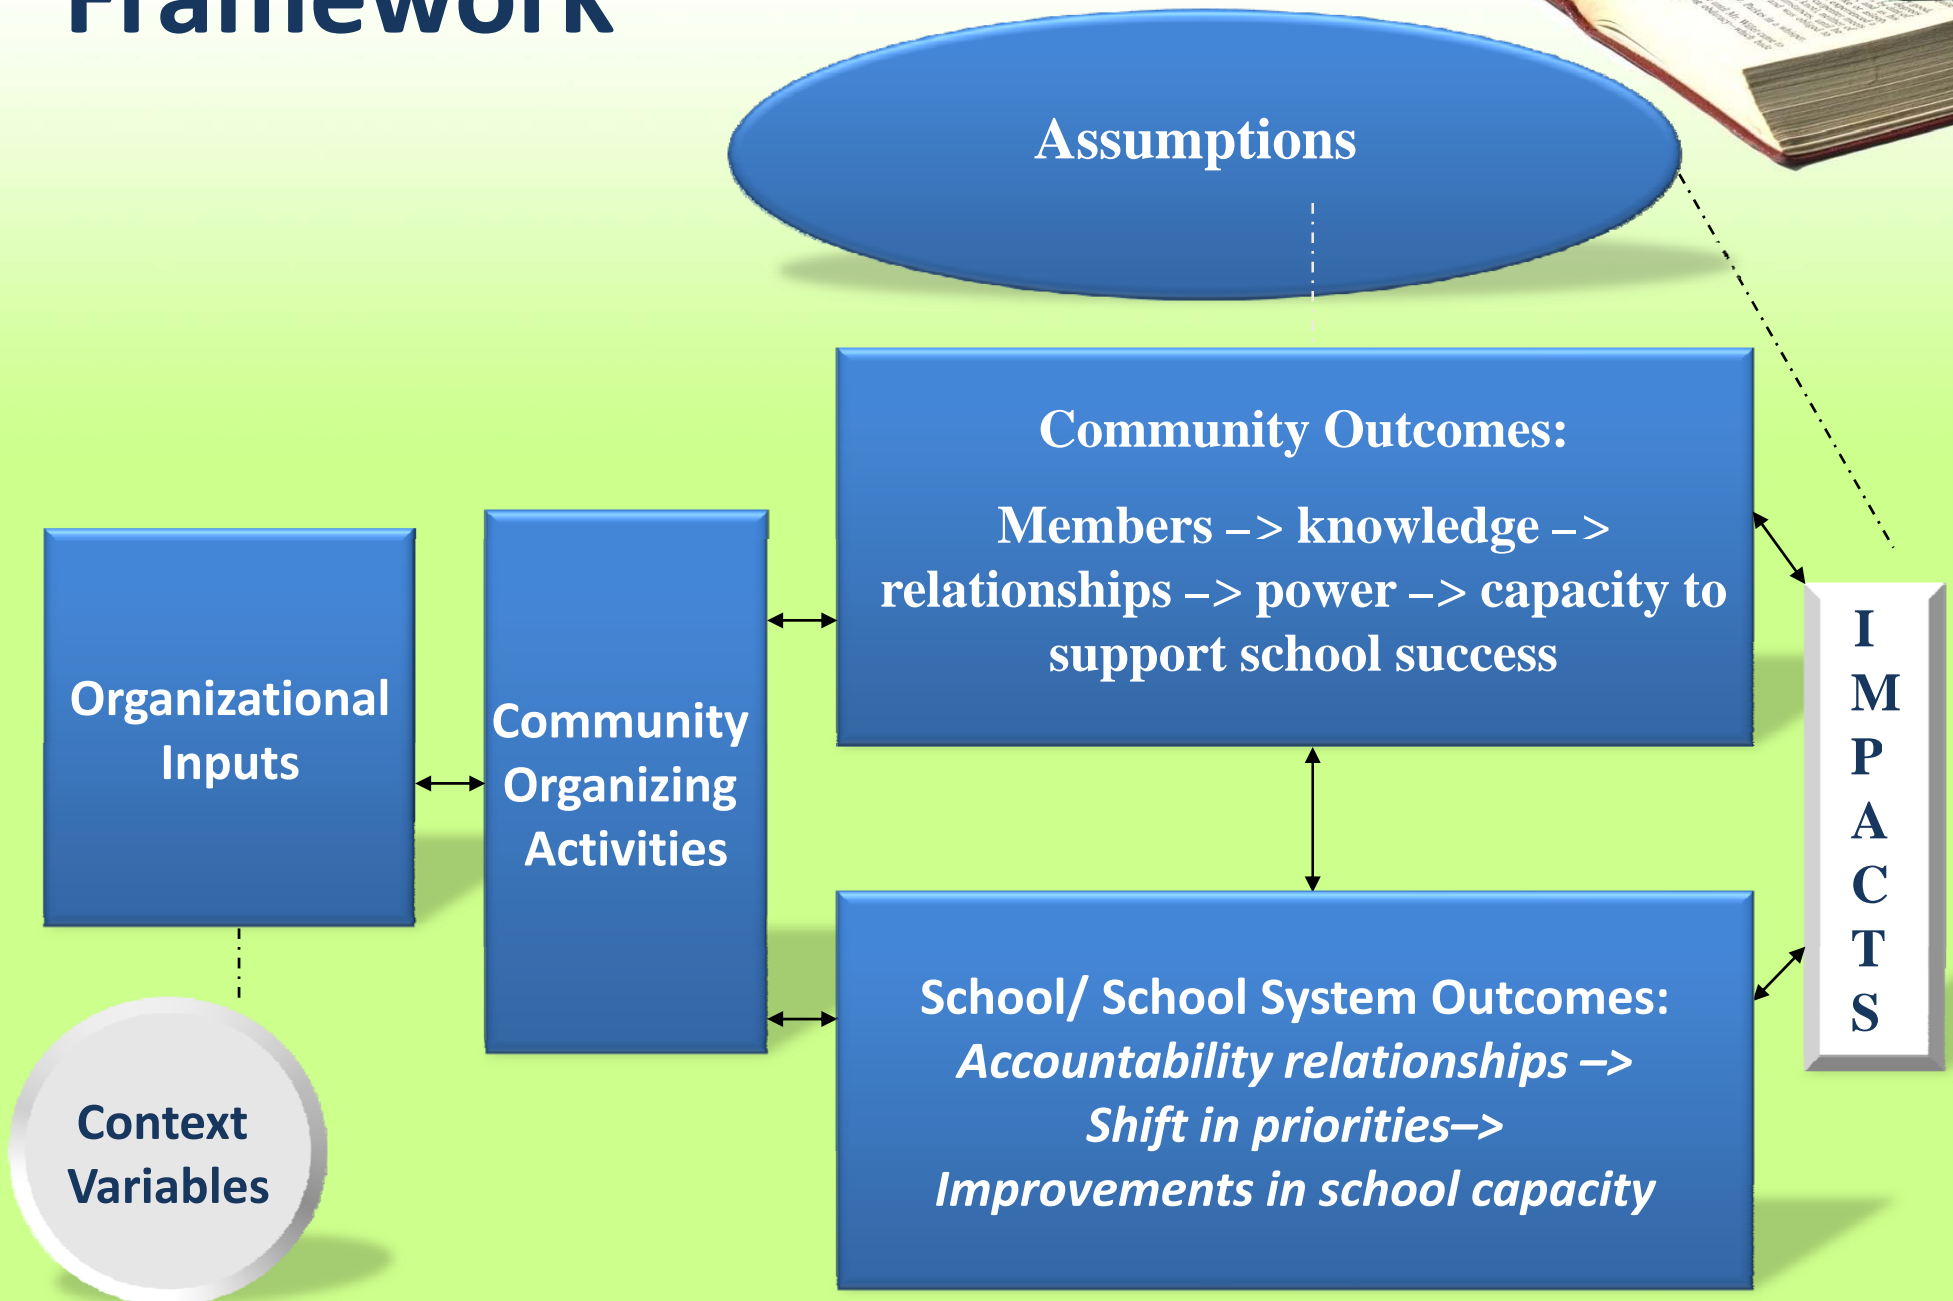 Framework
Assumptions
Community Outcomes:
Members –> knowledge –>
relationships –> power –> capacity to
support school success
Organizational
Inputs
Community
Organizing
Activities
I
M
P
A
C
T
S
School/ School System Outcomes:
Accountability relationships –>
Shift in priorities–>
Improvements in school capacity
Context
Variables